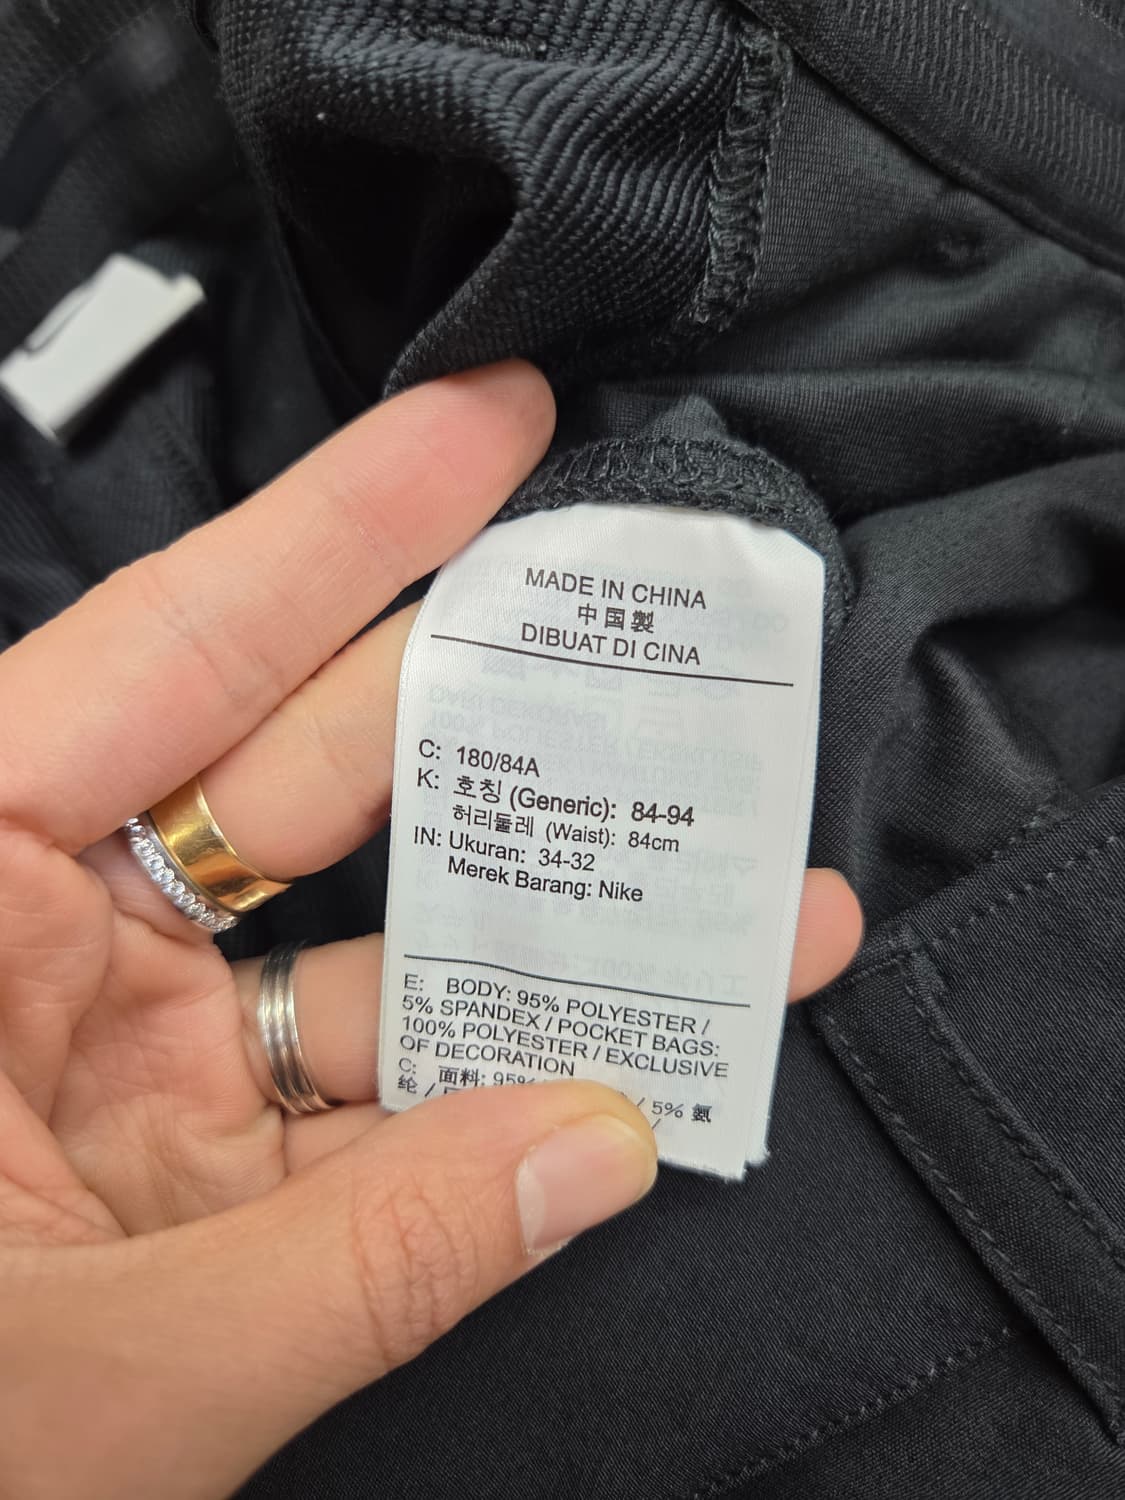 MADE IN CHINA
中国製
DIBUAT DI CINA
C: 180/84A
K: 호칭 (Generic): 84-94
허리둘레 (Waist): 84cm
IN: Ukuran: 34-32
Merek Barang: Nike
E: BODY: 95% POLYESTER /
5% SPANDEX / POCKET BAGS:
100% POLYESTER / EXCLUSIVE
OF DECORATION
C: 面料: 95% / 5% 氨
纶 /